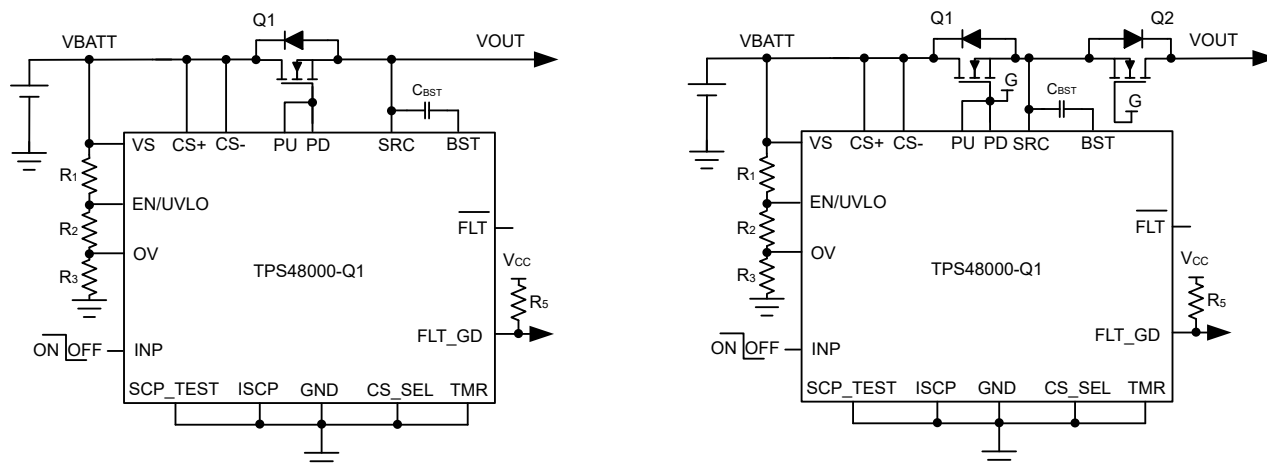 Q1
VBATT
VOUT
CBST
VS
CS+
CS-
PU
PD
SRC
BST
R1
EN/UVLO
R2
FLT
OV
R3
TPS48000-Q1
VCC
R5
FLT_GD
ON
OFF
INP
SCP_TEST
ISCP
GND
CS_SEL
TMR
Q1
Q2
VBATT
VOUT
CBST
G
G
VS
CS+
CS-
PU
PD
SRC
BST
R1
EN/UVLO
R2
FLT
OV
R3
TPS48000-Q1
VCC
R5
FLT_GD
ON
OFF
INP
SCP_TEST
ISCP
GND
CS_SEL
TMR